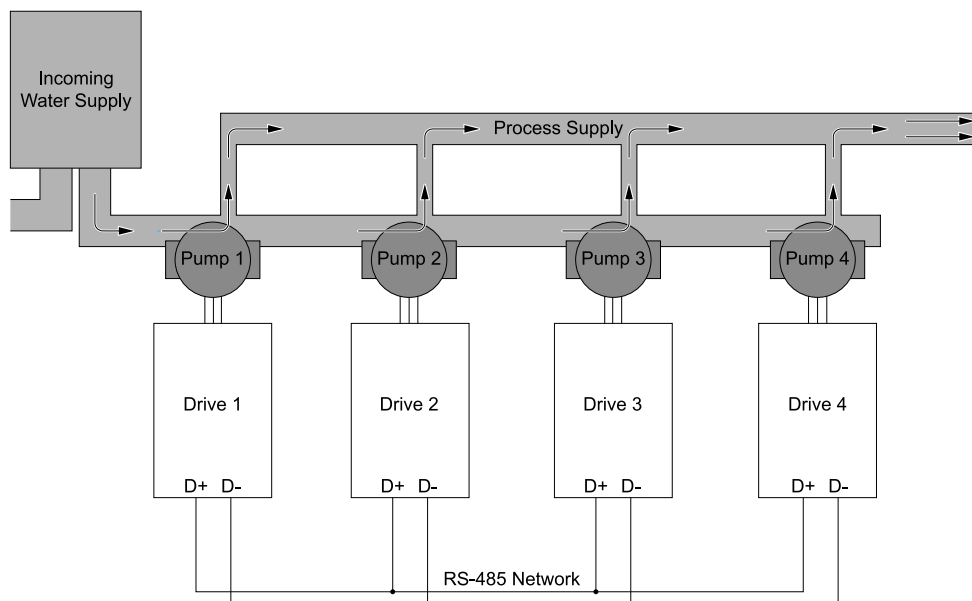 Incoming
Water Supply
Process Supply
Pump 1
Pump 2
Pump 3
Pump 4
Drive 1
Drive 2
Drive 3
Drive 4
D+ D-
D+ D-
D+ D-
D+ D-
RS-485 Network